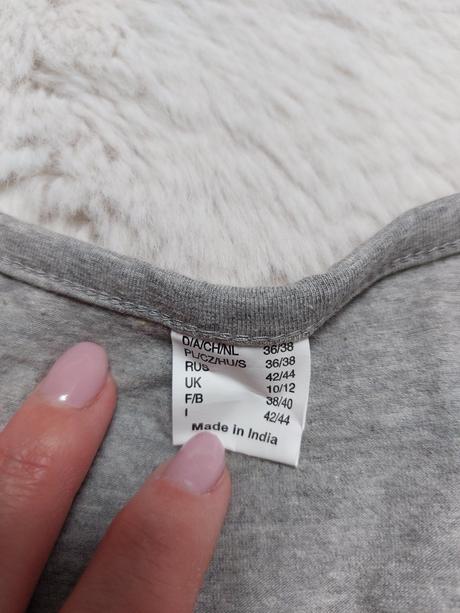 D/A/CH/NL 36/38
PL/CZ/HU/S 36/38
RUS 42/44
UK 10/12
F/B 38/40
I 42/44
Made in India